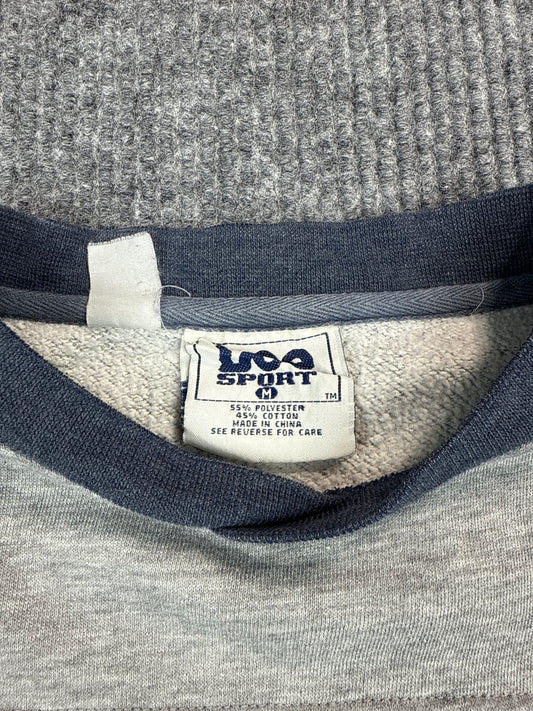 Lee
SPORT
M
TM
55% POLYESTER
45% COTTON
MADE IN CHINA
SEE REVERSE FOR CARE